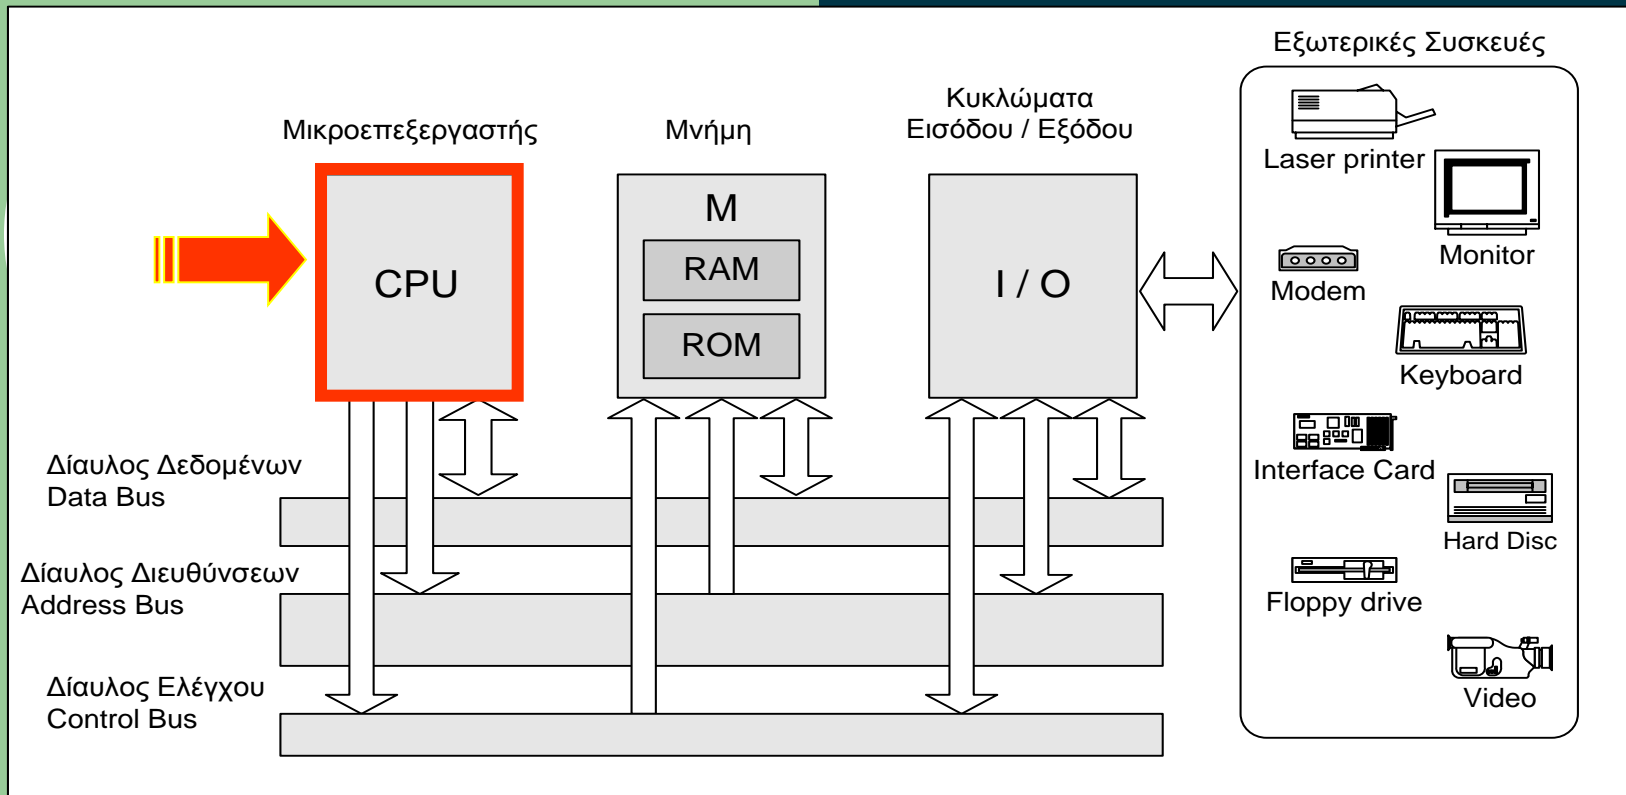 Εξωτερικές Συσκευές
Κυκλώματα
Εισόδου / Εξόδου
Μικροεπεξεργαστής
Μνήμη
CPU
M
RAM
ROM
I / O
Laser printer
Monitor
Modem
Keyboard
Interface Card
Hard Disc
Floppy drive
Video
Δίαυλος Δεδομένων
Data Bus
Δίαυλος Διευθύνσεων
Address Bus
Δίαυλος Ελέγχου
Control Bus